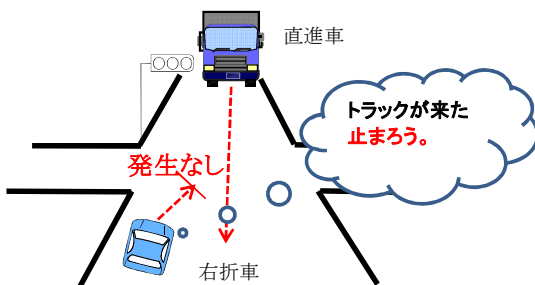 直進車
トラックが来た
止まろう。
発生なし
右折車